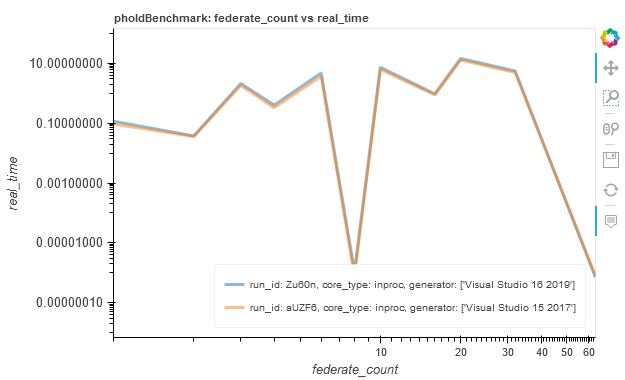 pholdBenchmark: federate_count vs real_time
10.00000000
0.10000000
0.00100000
0.00001000
0.00000010
real_time
run_id: Zu60n, core_type: inproc, generator: ['Visual Studio 16 2019']
run_id: aUZF6, core_type: inproc, generator: ['Visual Studio 15 2017']
10 20 30 40 50 60
federate_count